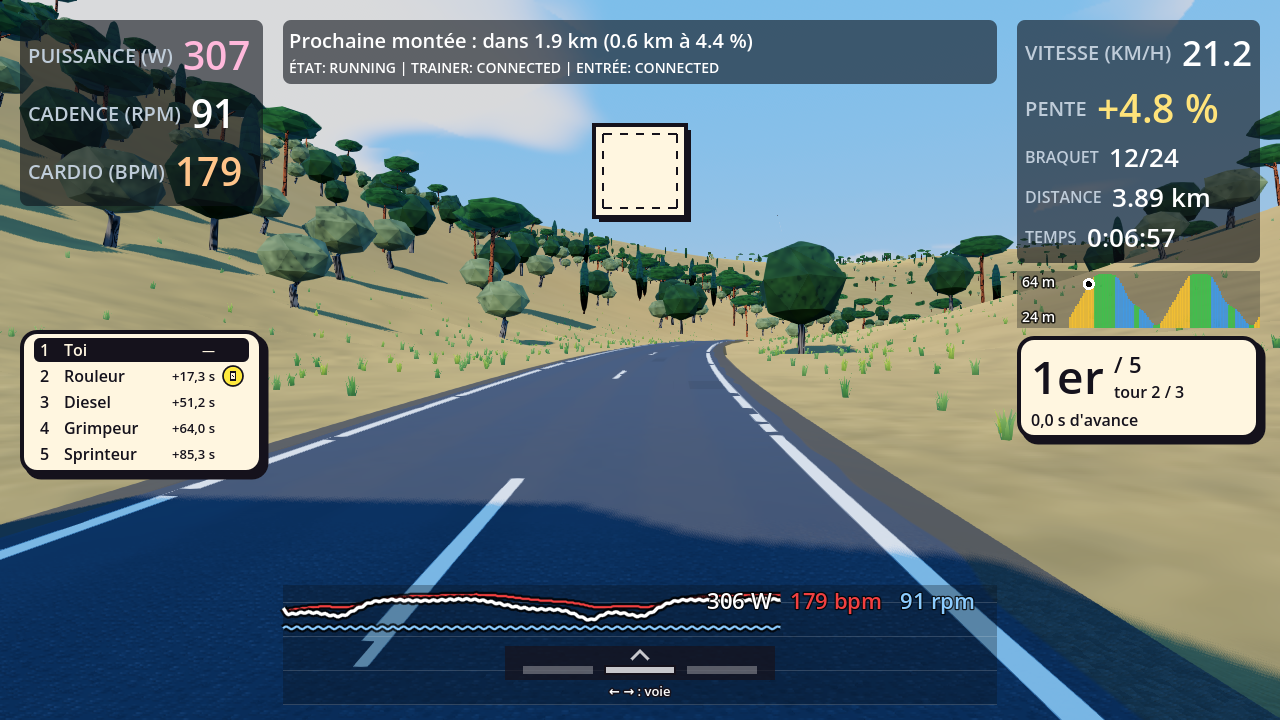 PUISSANCE (W) 307
CADENCE (RPM) 91
CARDIO (BPM) 179
Prochaine montée : dans 1.9 km (0.6 km à 4.4 %)
ÉTAT: RUNNING | TRAINER: CONNECTED | ENTRÉE: CONNECTED
VITESSE (KM/H) 21.2
PENTE +4.8 %
BRAQUET 12/24
DISTANCE 3.89 km
TEMPS 0:06:57
64 m
24 m
1 Toi —
2 Rouleur +17,3 s
3 Diesel +51,2 s
4 Grimpeur +64,0 s
5 Sprinteur +85,3 s
1er / 5
tour 2 / 3
0,0 s d'avance
306 W 179 bpm 91 rpm
← → : voie